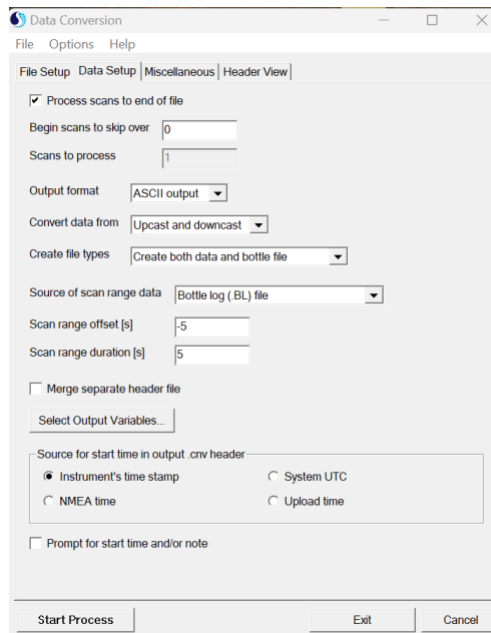 Data Conversion
File Options Help
File Setup Data Setup Miscellaneous Header View
Process scans to end of file
Begin scans to skip over 0
Scans to process 1
Output format ASCII output
Convert data from Upcast and downcast
Create file types Create both data and bottle file
Source of scan range data Bottle log (.BL) file
Scan range offset [s] -5
Scan range duration [s] 5
Merge separate header file
Select Output Variables...
Source for start time in output .cnv header
Instrument's time stamp System UTC
NMEA time Upload time
Prompt for start time and/or note
Start Process Exit Cancel